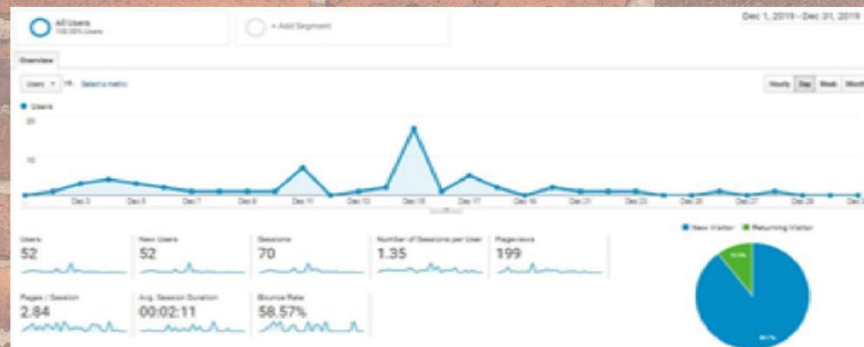 All Users
100.00% Users
+ Add Segment
Dec 1, 2019 - Dec 31, 2019
Overview
Users
VS. Select a metric
Hourly Day Week Month
Users
20
10
Dec 3
Dec 5
Dec 7
Dec 9
Dec 11
Dec 13
Dec 15
Dec 17
Dec 19
Dec 21
Dec 23
Dec 25
Dec 27
Dec 29
New Visitor Returning Visitor
Users
52
New Users
52
Sessions
70
Number of Sessions per User
1.35
Pageviews
199
Pages / Session
2.84
Avg. Session Duration
00:02:11
Bounce Rate
58.57%